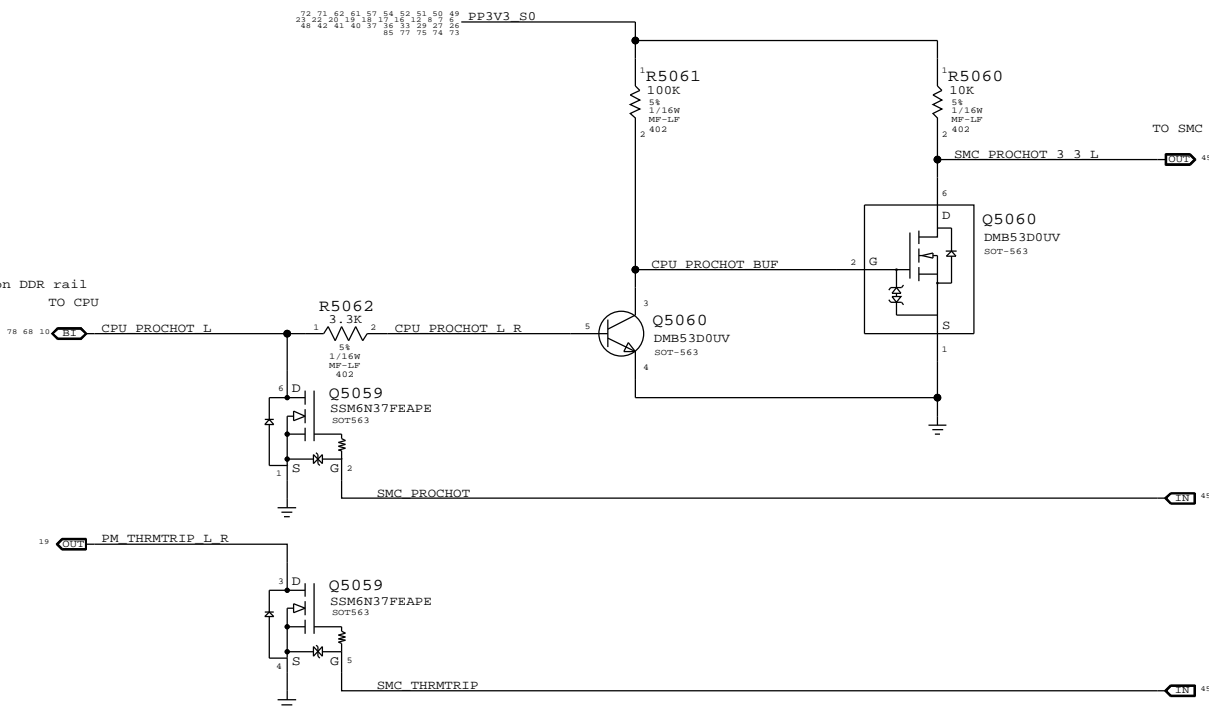 72 71 62 61 57 54 52 51 50 49
23 22 20 19 18 17 16 12 8 7 6
48 42 41 40 37 36 33 29 27 26
85 77 75 74 73
PP3V3_S0
1
R5061
100K
5%
1/16W
MF-LF
402
2
1
R5060
10K
5%
1/16W
MF-LF
402
2
TO SMC
SMC_PROCHOT_3_3_L
OUT
6
D
Q5060
DMB53D0UV
SOT-563
CPU_PROCHOT_BUF
2
G
S
1
on DDR rail
TO CPU
78 68 10
BI
CPU_PROCHOT_L
R5062
3.3K
1
2
5%
1/16W
MF-LF
402
CPU_PROCHOT_L_R
5
3
Q5060
DMB53D0UV
SOT-563
4
6
D
Q5059
SSM6N37FEAPE
SOT563
1
S
G
2
SMC_PROCHOT
IN
19
OUT
PM_THRMTRIP_L_R
3
D
Q5059
SSM6N37FEAPE
SOT563
4
S
G
5
SMC_THRMTRIP
IN